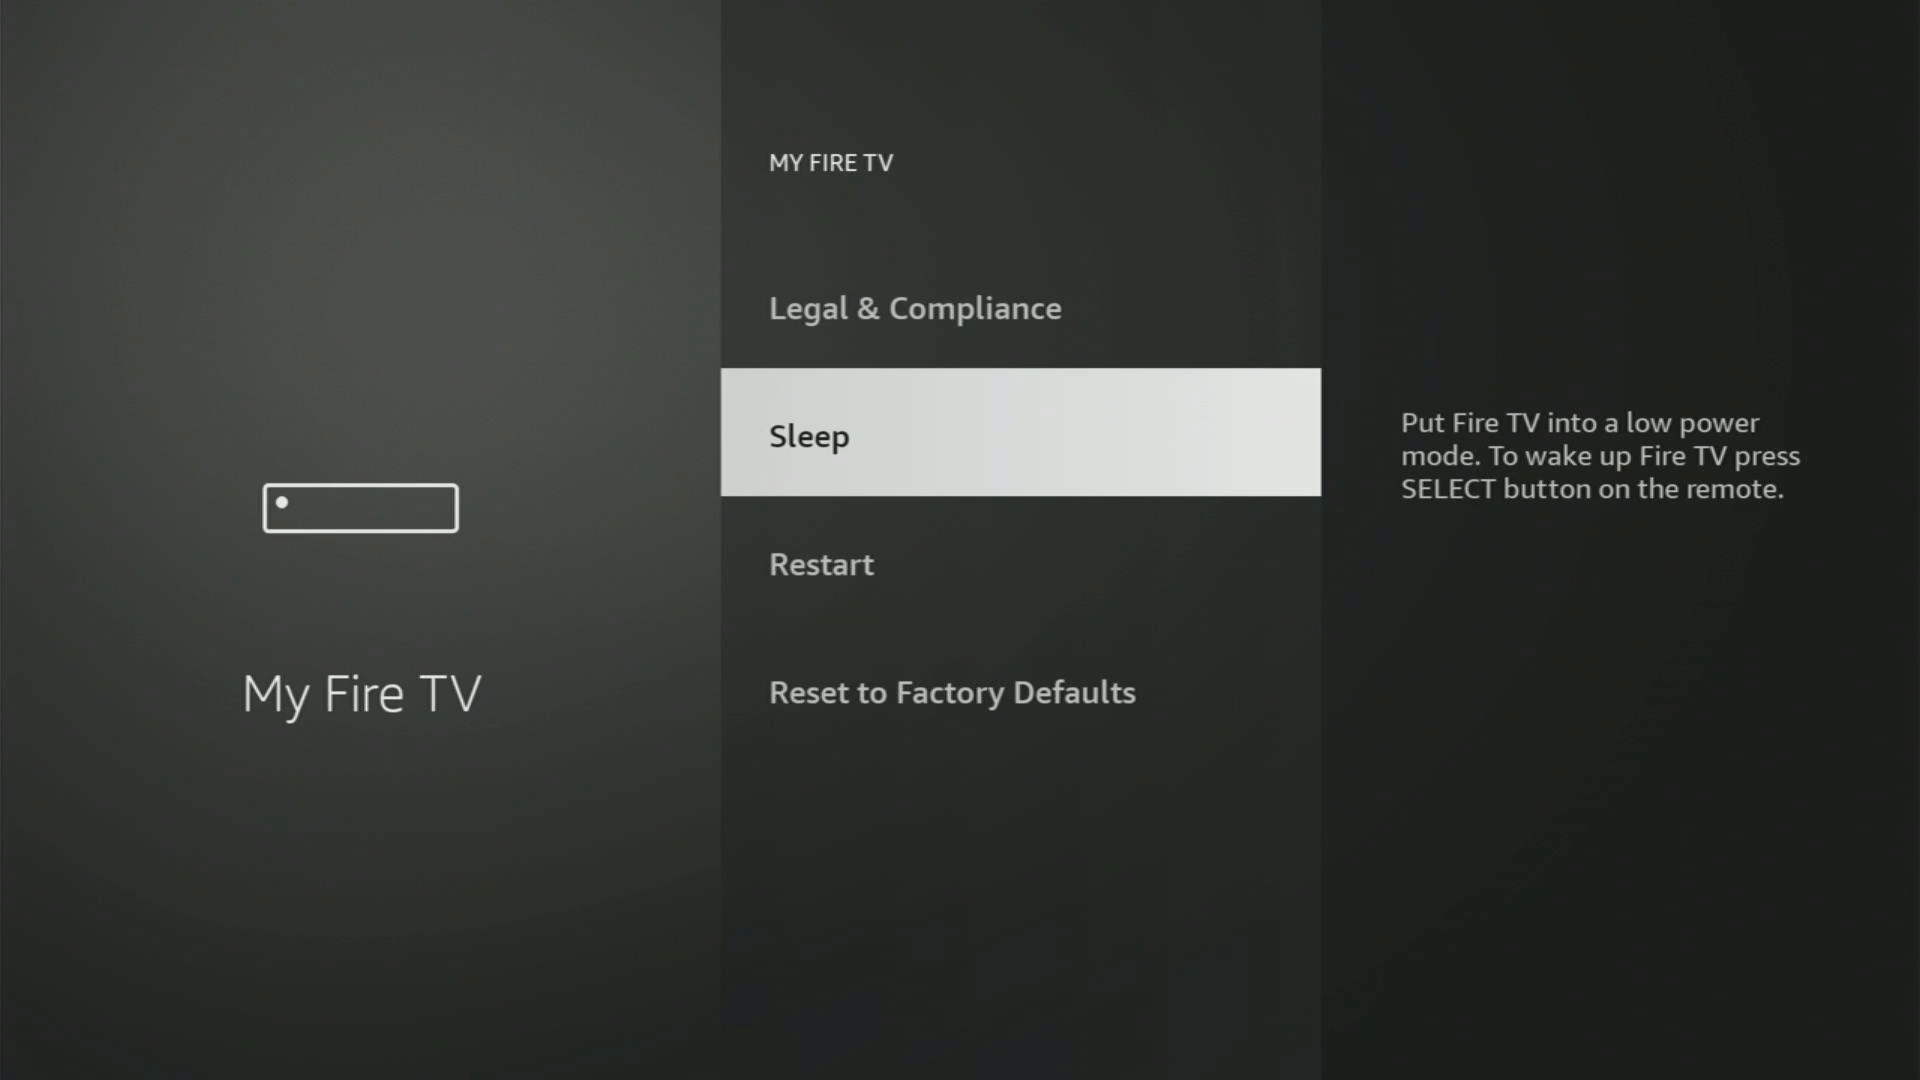 MY FIRE TV
Legal & Compliance
Sleep
Restart
Reset to Factory Defaults
My Fire TV
Put Fire TV into a low power
mode. To wake up Fire TV press
SELECT button on the remote.